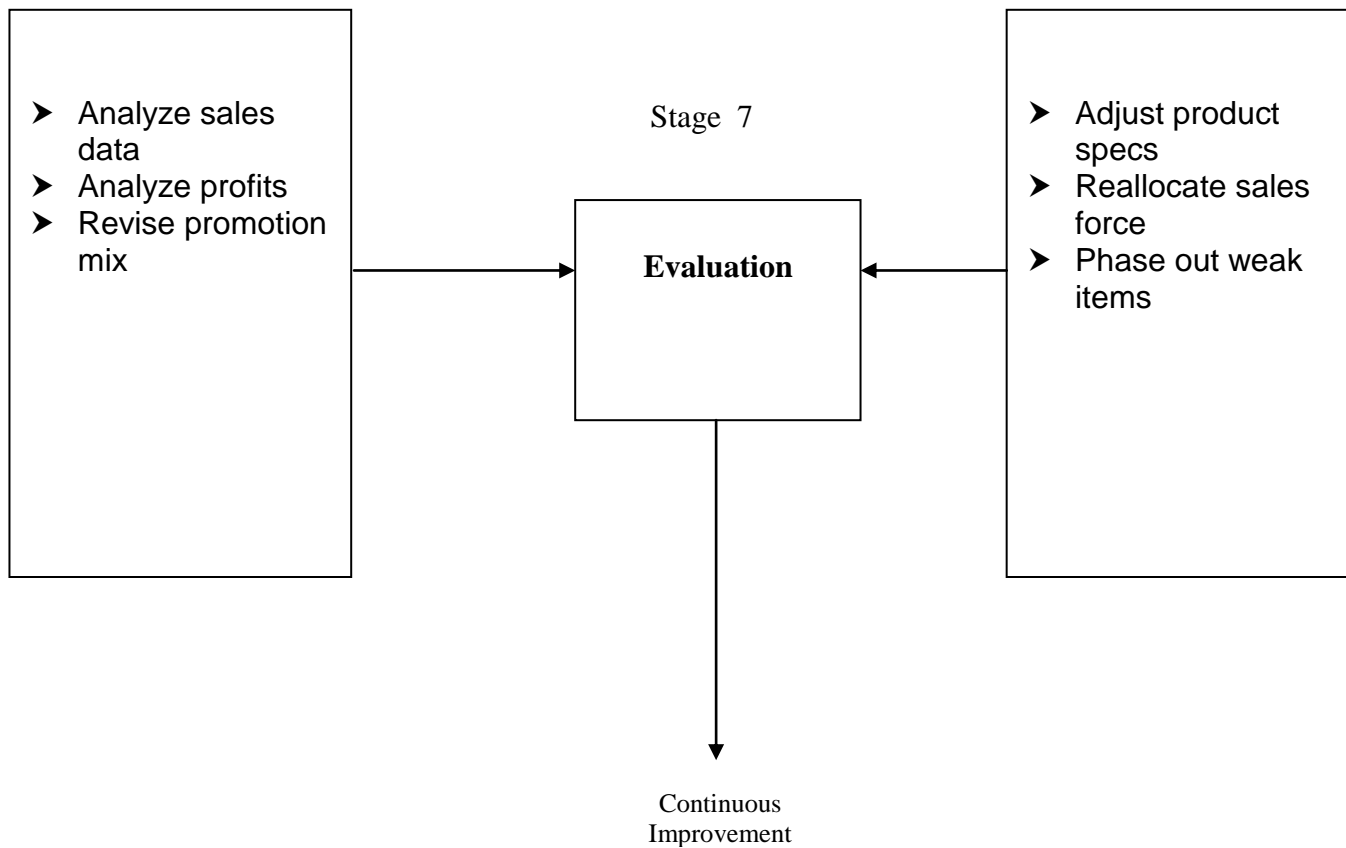 ➤ Analyze sales
data
➤ Analyze profits
➤ Revise promotion
mix
Stage 7
Evaluation
➤ Adjust product
specs
➤ Reallocate sales
force
➤ Phase out weak
items
Continuous
Improvement